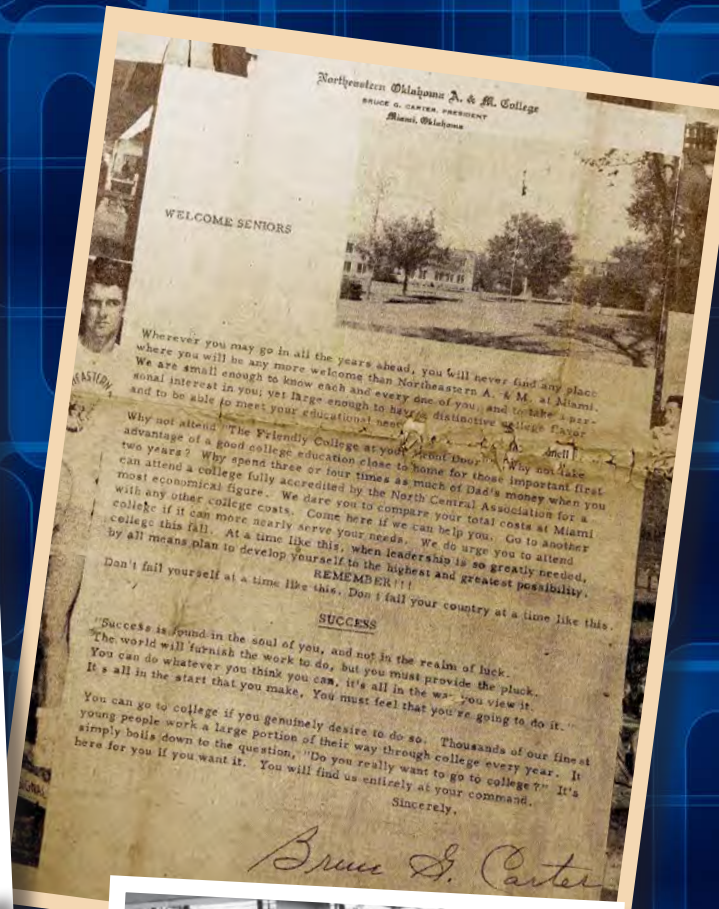 Northeastern Oklahoma A. & M. College
BRUCE G. CARTER, PRESIDENT
Miami, Oklahoma
WELCOME SENIORS
Wherever you may go in all the years ahead, you will never find any place
where you will be any more welcome than Northeastern A. & M. at Miami.
We are small enough to know each and every one of you, and to take a per-
sonal interest in you; yet large enough to have a distinctive college flavor
and to be able to meet your educational
Why not attend "The Friendly College at your Front Door"? Why not take
advantage of a good college education close to home for those important first
two years? Why spend three or four times as much of Dad's money when you
can attend a college fully accredited by the North Central Association for a
most economical figure. We dare you to compare your total costs at Miami
with any other college costs. Come here if we can help you. Go to another
college if it can more nearly serve your needs. We do urge you to attend
college this fall. At a time like this, when leadership is so greatly needed,
by all means plan to develop yourself to the highest and greatest possibility.
REMEMBER!!!
Don't fail yourself at a time like this. Don't fail your country at a time like this.
SUCCESS
"Success is found in the soul of you, and not in the realm of luck.
The world will furnish the work to do, but you must provide the pluck.
You can do whatever you think you can, it's all in the way you view it.
It's all in the start that you make, You must feel that you're going to do it."
You can go to college if you genuinely desire to do so. Thousands of our finest
young people work a large portion of their way through college every year. It
simply boils down to the question, "Do you really want to go to college?" It's
here for you if you want it. You will find us entirely at your command.
Sincerely,
Bruce G. Carter